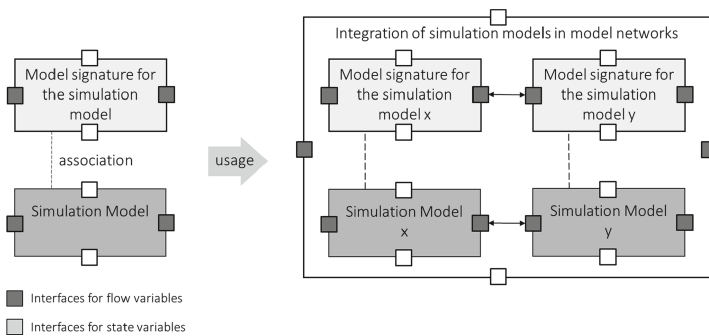 Model signature for
the simulation
model
association
Simulation Model
usage
Integration of simulation models in model networks
Model signature for
the simulation
model x
Model signature for
the simulation
model y
Simulation Model
x
Simulation Model
y
Interfaces for flow variables
Interfaces for state variables